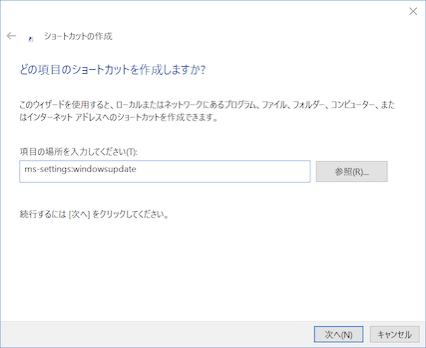 ショートカットの作成
どの項目のショートカットを作成しますか?
このウィザードを使用すると、ローカルまたはネットワークにあるプログラム、ファイル、フォルダー、コンピューター、また
はインターネット アドレスへのショートカットを作成できます。
項目の場所を入力してください(T):
ms-settings:windowsupdate
参照(R)...
続行するには [次へ] をクリックしてください。
次へ(N)
キャンセル